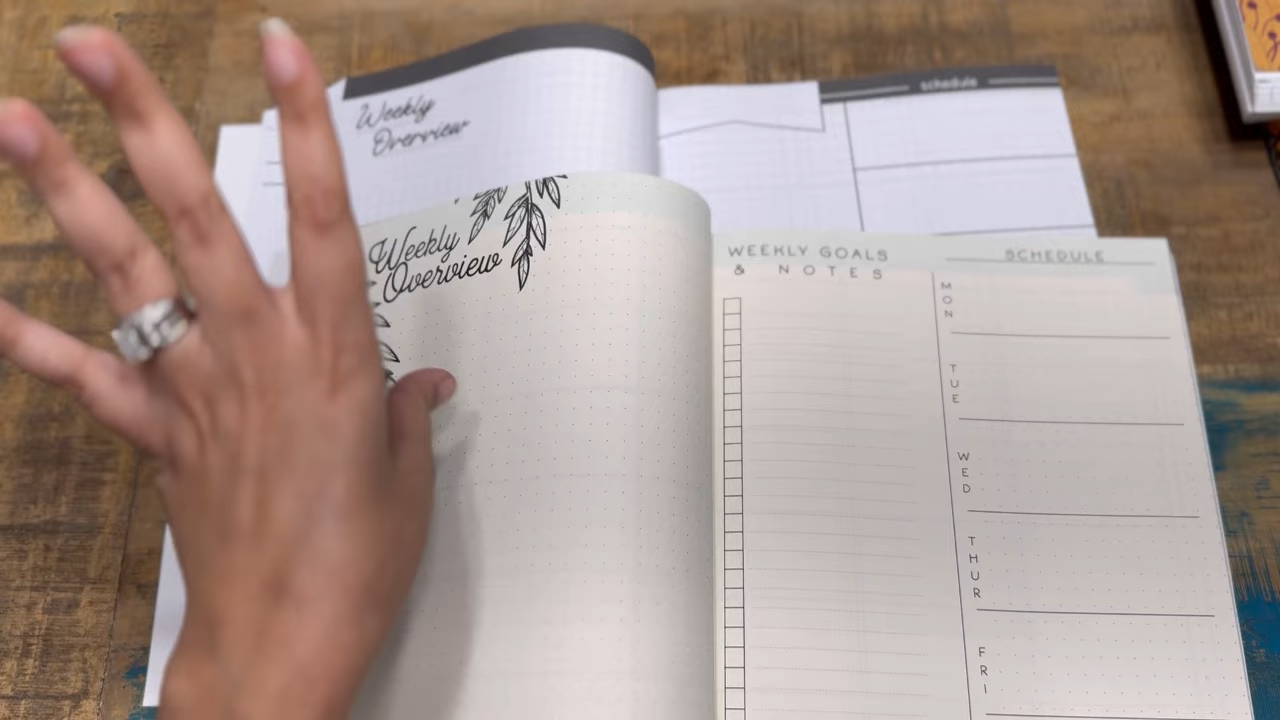 Weekly
Overview
schedule
Weekly
Overview
WEEKLY GOALS
& NOTES
SCHEDULE
MON
TUE
WED
THUR
FRI